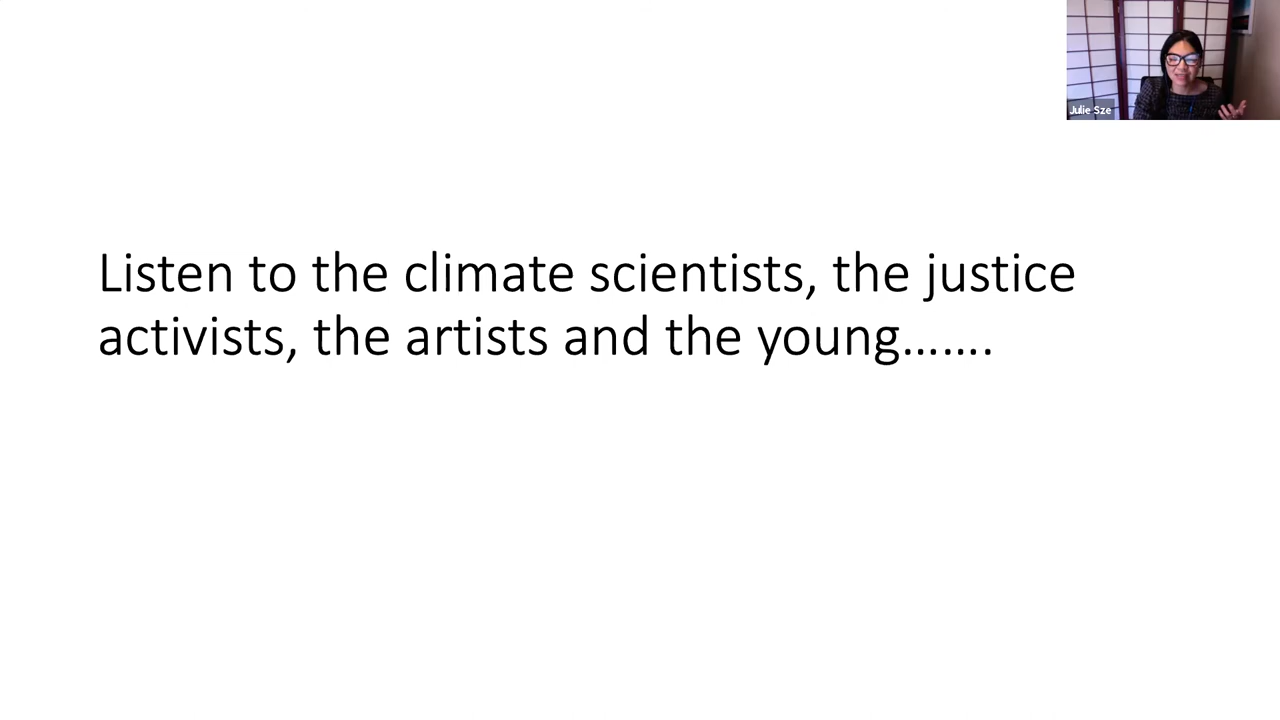 Julie Sze
Listen to the climate scientists, the justice
activists, the artists and the young…….